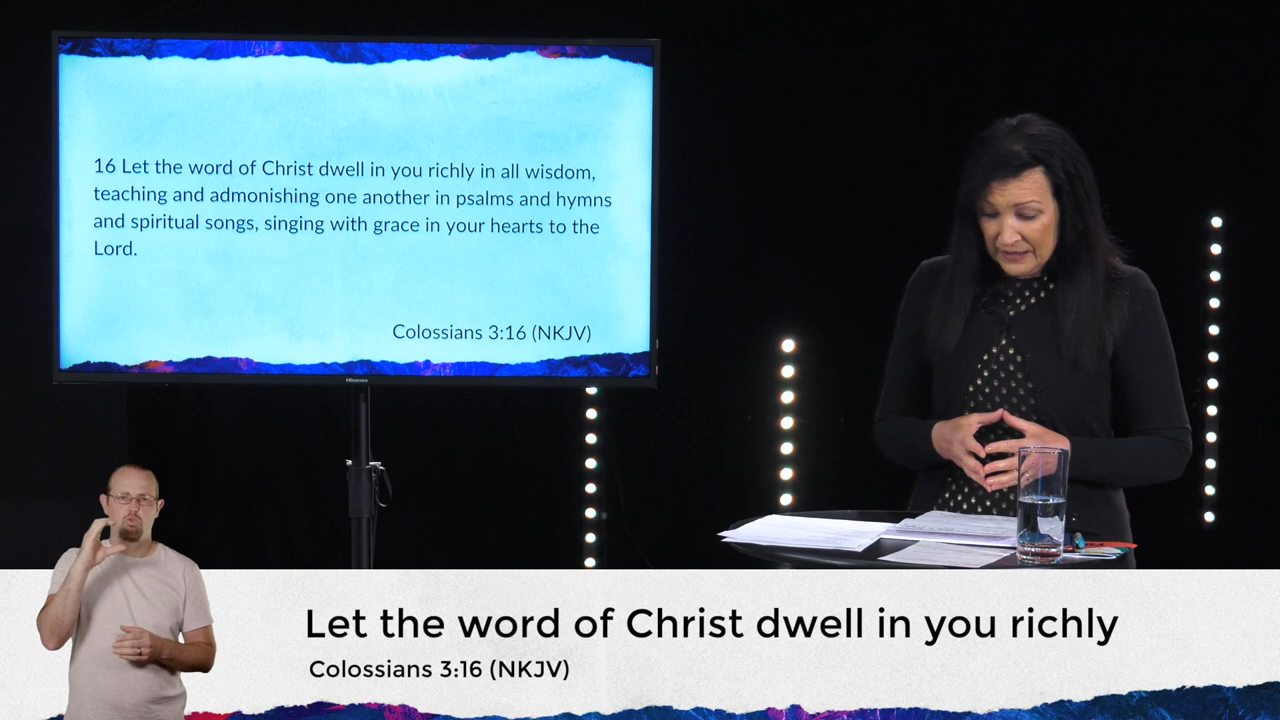 16 Let the word of Christ dwell in you richly in all wisdom,
teaching and admonishing one another in psalms and hymns
and spiritual songs, singing with grace in your hearts to the
Lord.
Colossians 3:16 (NKJV)
Hisense
Let the word of Christ dwell in you richly
Colossians 3:16 (NKJV)